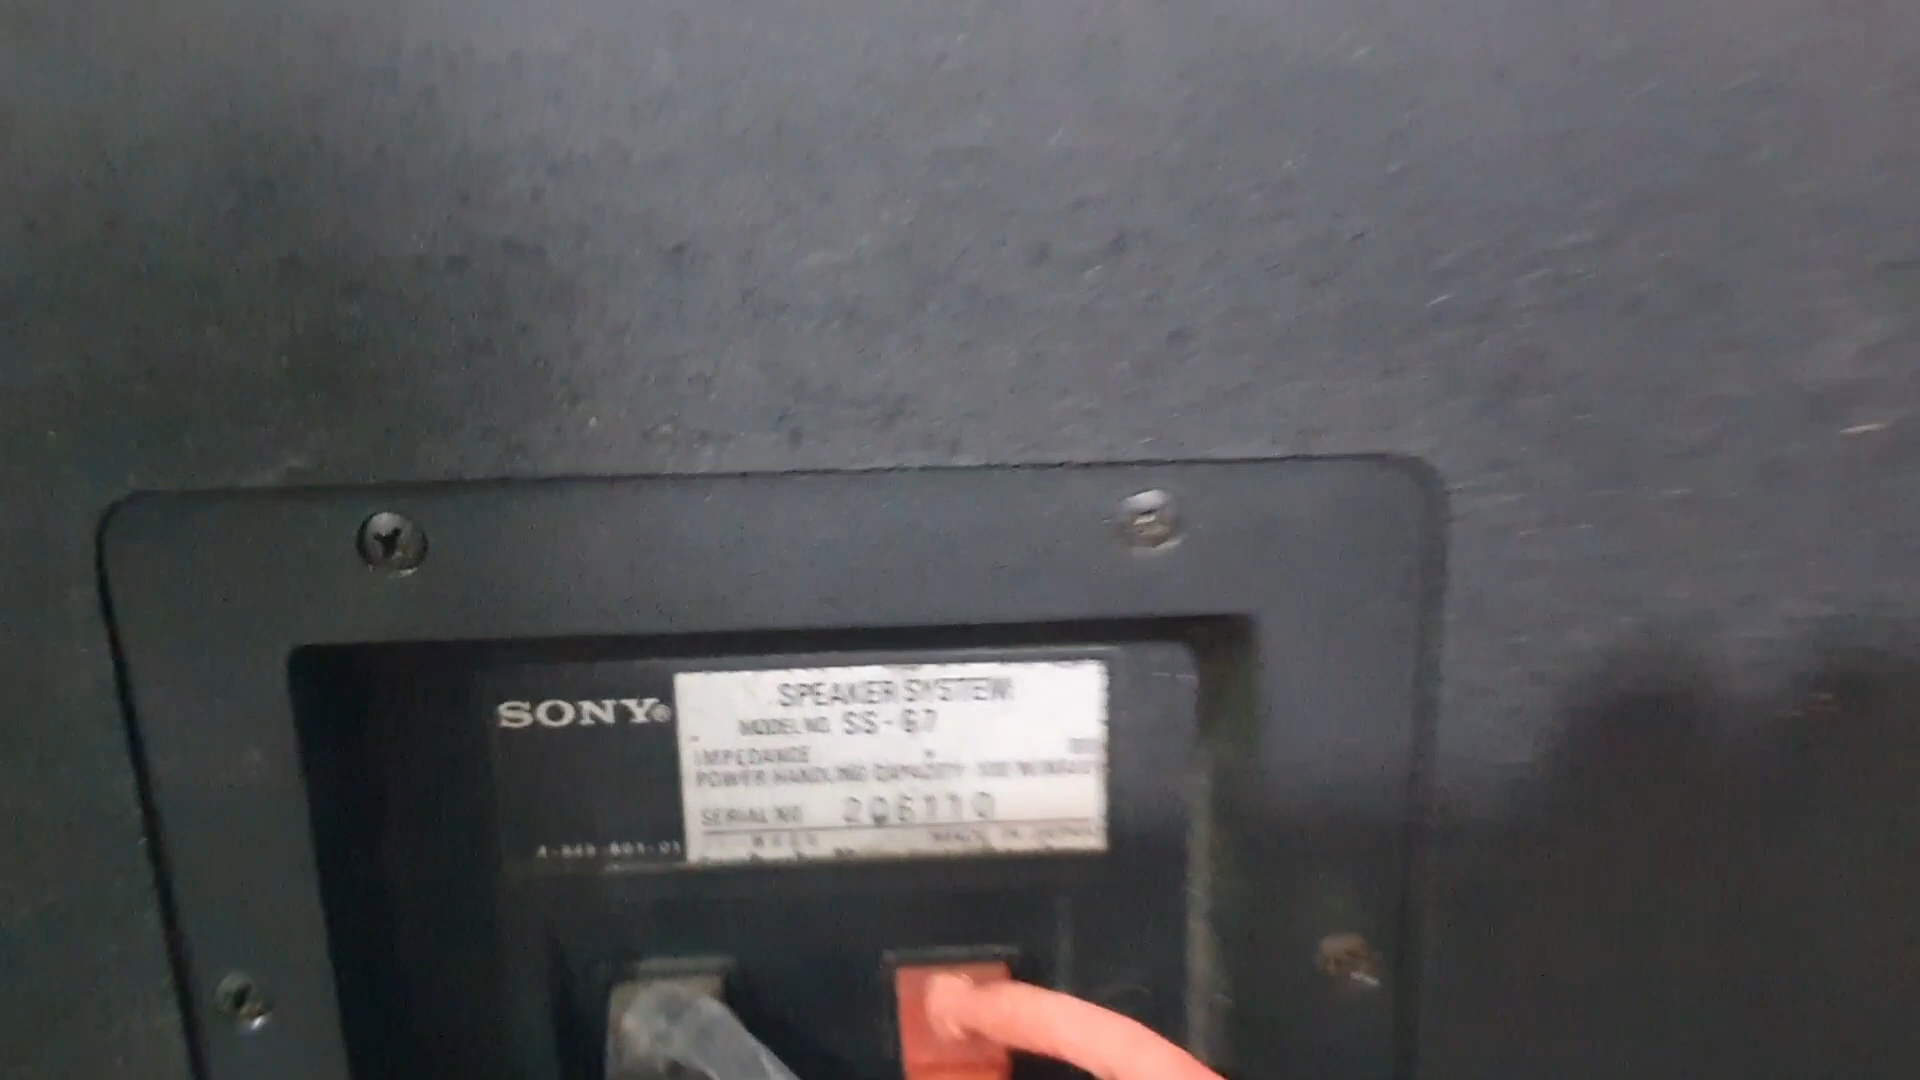 SONY®
SPEAKER SYSTEM
MODEL NO. SS-G7
IMPEDANCE
POWER HANDLING CAPACITY
SERIAL NO. 206110
MADE IN JAPAN